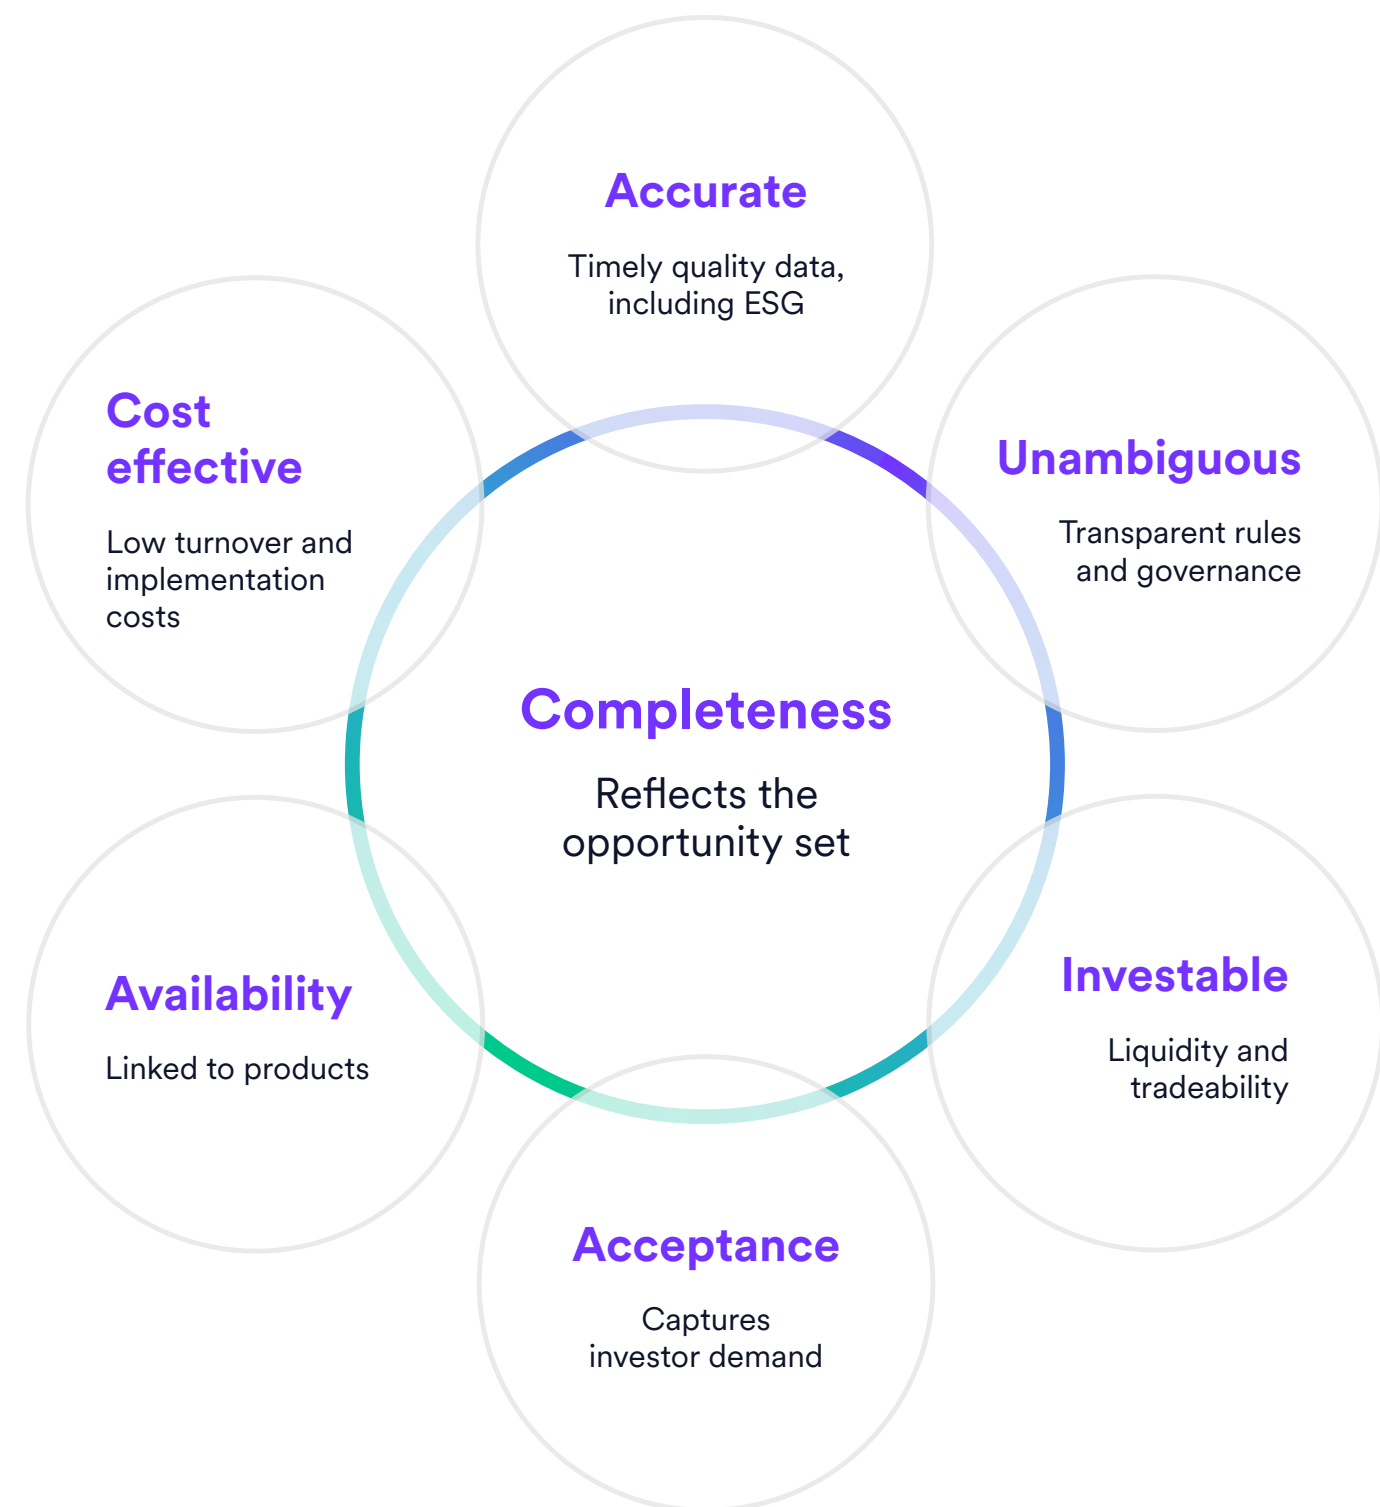 Accurate
Timely quality data,
including ESG
Cost
effective
Low turnover and
implementation
costs
Unambiguous
Transparent rules
and governance
Completeness
Reflects the
opportunity set
Availability
Linked to products
Investable
Liquidity and
tradeability
Acceptance
Captures
investor demand